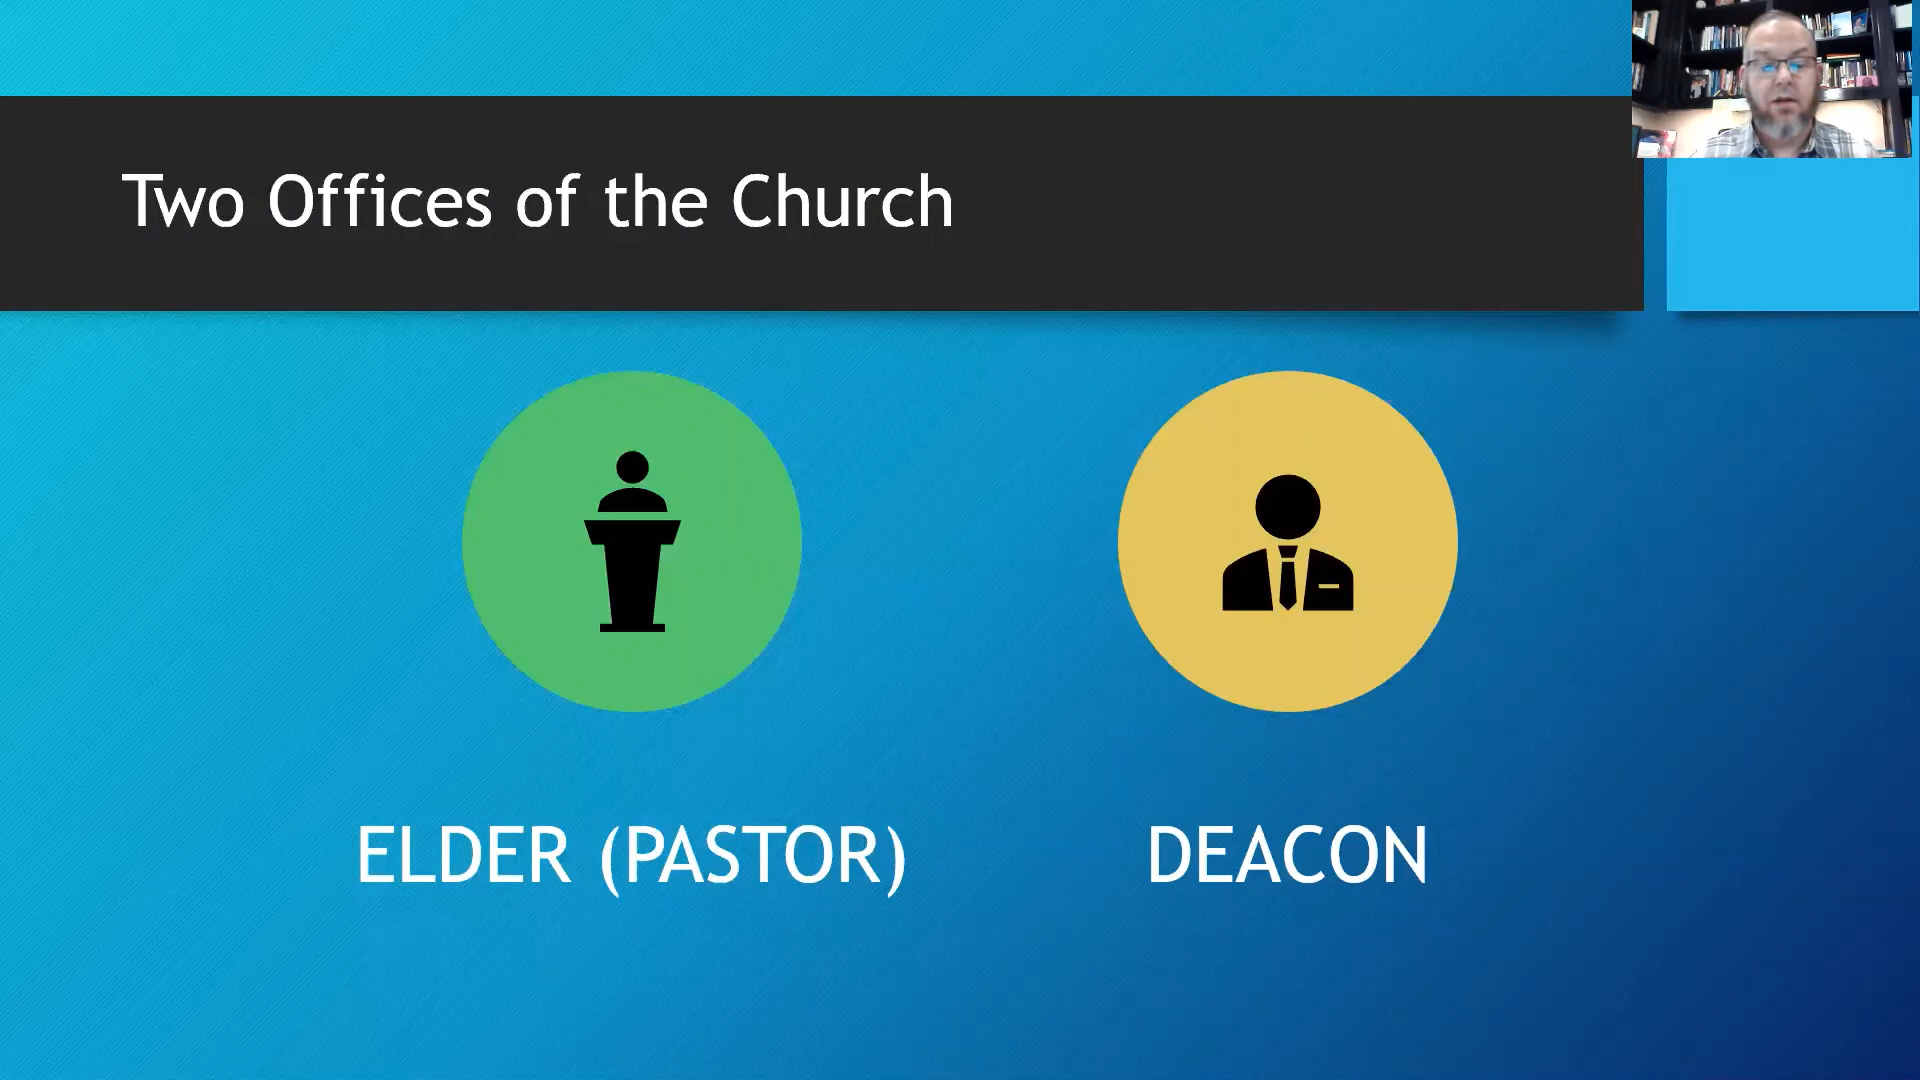 Two Offices of the Church
ELDER (PASTOR)
DEACON